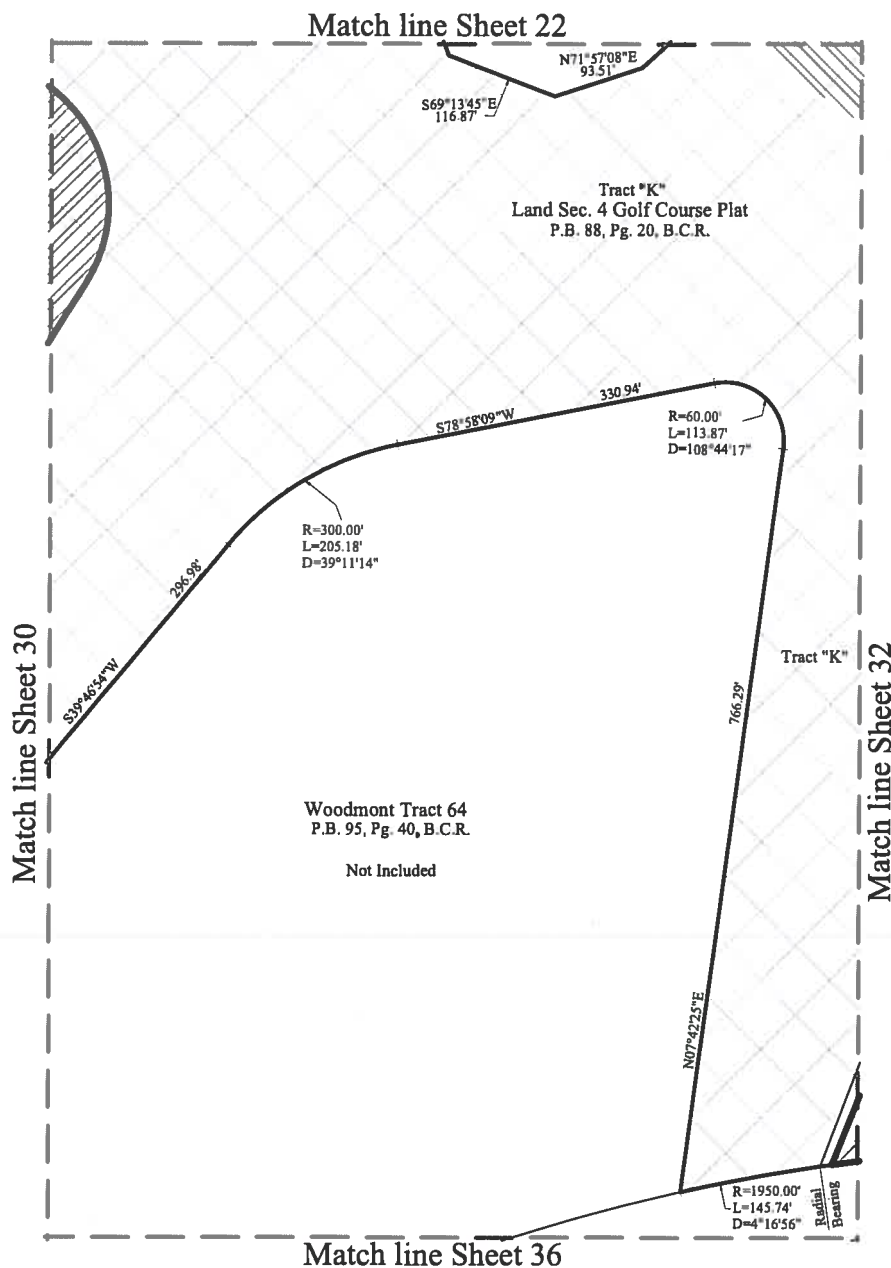 Match line Sheet 22
N71°57'08"E
93.51'
S69°13'45"E
116.87'
Tract "K"
Land Sec. 4 Golf Course Plat
P.B. 88, Pg. 20, B.C.R.
330.94'
S78°58'09"W
R=60.00'
L=113.87'
D=108°44'17"
R=300.00'
L=205.18'
D=39°11'14"
296.98'
S39°46'54"W
Match line Sheet 30
Tract "K"
Match line Sheet 32
766.29'
Woodmont Tract 64
P.B. 95, Pg. 40, B.C.R.
Not Included
N07°42'25"E
R=1950.00'
L=145.74'
D=4°16'56"
Radial
Bearing
Match line Sheet 36